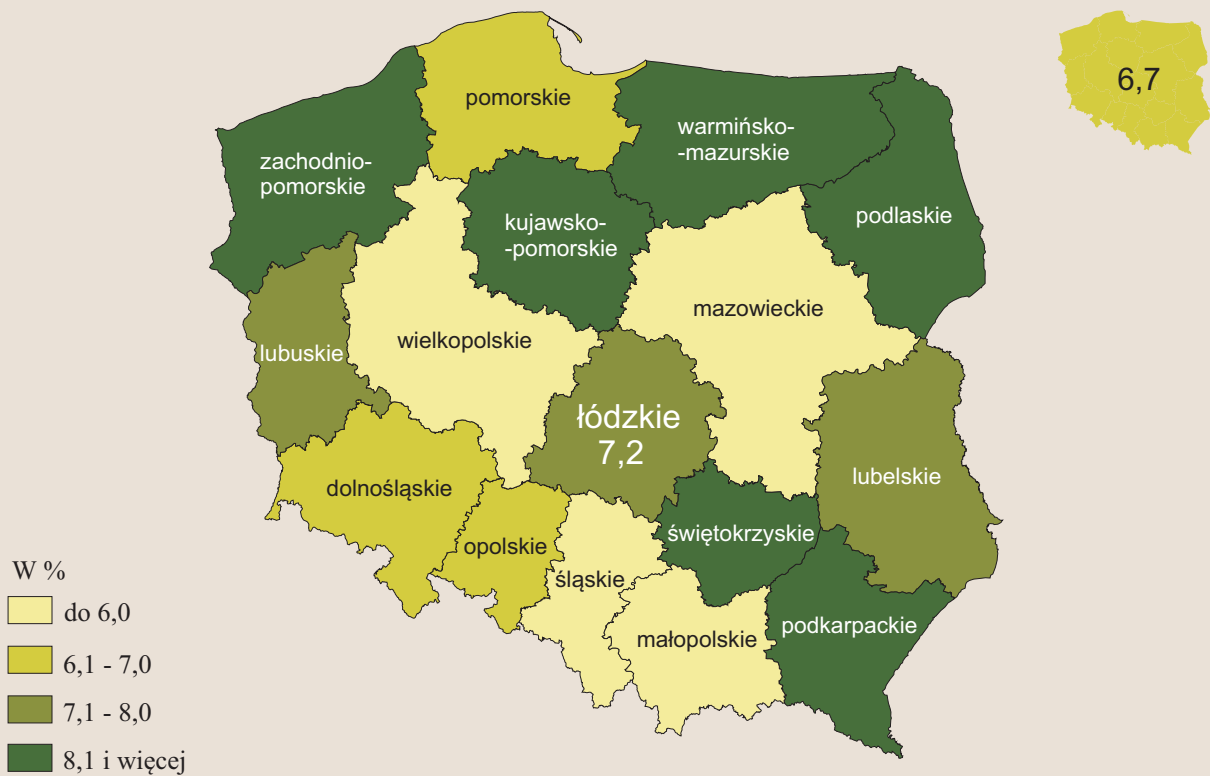 pomorskie
6,7
warmińsko-
-mazurskie
zachodnio-
pomorskie
podlaskie
kujawsko-
-pomorskie
mazowieckie
wielkopolskie
lubuskie
łódzkie
7,2
lubelskie
dolnośląskie
świętokrzyskie
opolskie
śląskie
podkarpackie
małopolskie
W %
do 6,0
6,1 - 7,0
7,1 - 8,0
8,1 i więcej